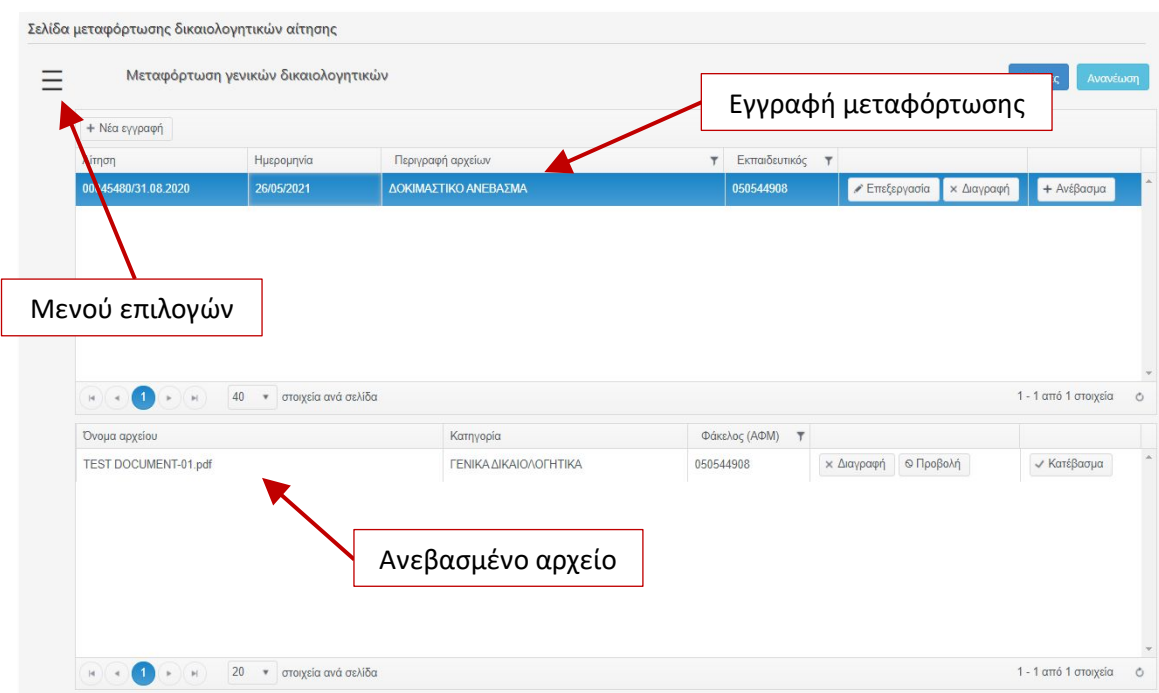 Σελίδα μεταφόρτωσης δικαιολογητικών αίτησης
Μεταφόρτωση γενικών δικαιολογητικών
Ανανέωση
Εγγραφή μεταφόρτωσης
+ Νέα εγγραφή
Αίτηση Ημερομηνία Περιγραφή αρχείων Εκπαιδευτικός
26/05/2021 ΔΟΚΙΜΑΣΤΙΚΟ ΑΝΕΒΑΣΜΑ 050544908 Επεξεργασία × Διαγραφή + Ανέβασμα
Μενού επιλογών
1 40 στοιχεία ανά σελίδα 1 - 1 από 1 στοιχεία
Όνομα αρχείου Κατηγορία Φάκελος (ΑΦΜ)
TEST DOCUMENT-01.pdf ΓΕΝΙΚΑ ΔΙΚΑΙΟΛΟΓΗΤΙΚΑ 050544908 × Διαγραφή Προβολή Κατέβασμα
Ανεβασμένο αρχείο
1 20 στοιχεία ανά σελίδα 1 - 1 από 1 στοιχεία